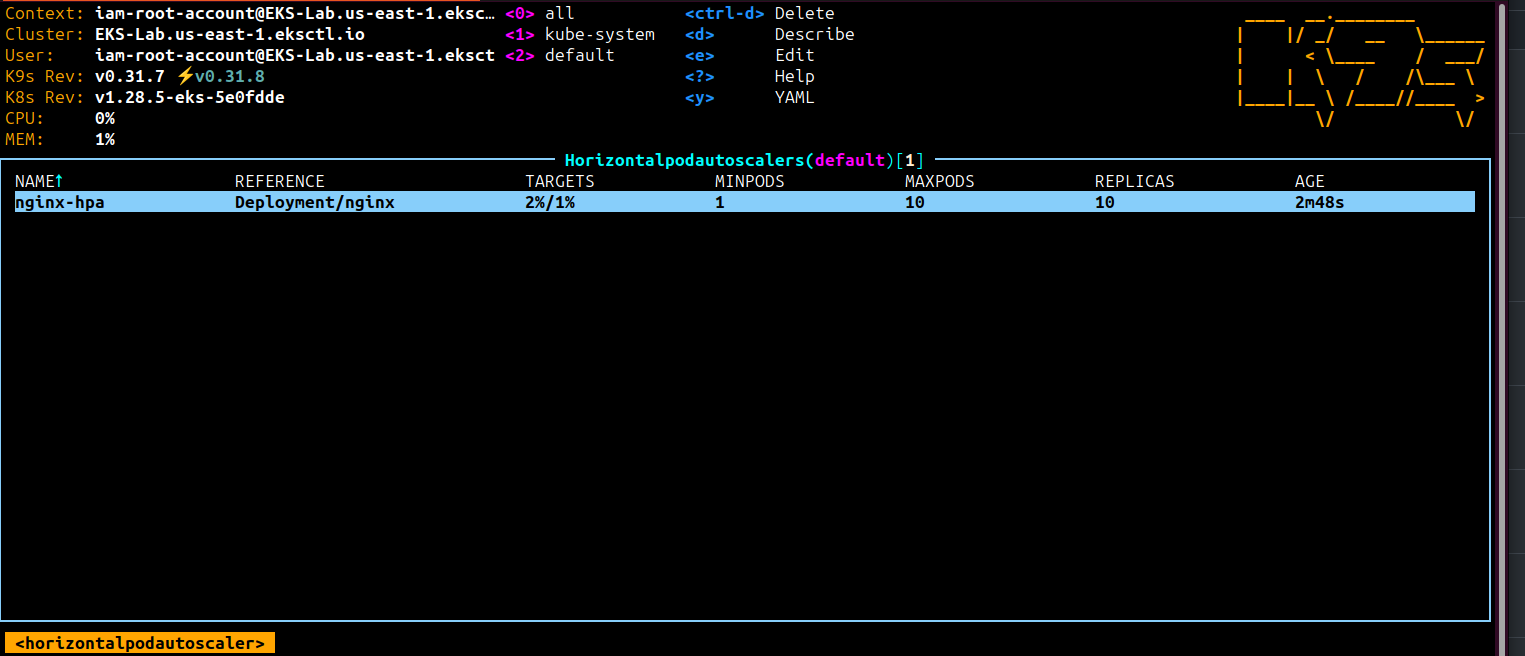 Context: iam-root-account@EKS-Lab.us-east-1.eksc… <0> all <ctrl-d> Delete
Cluster: EKS-Lab.us-east-1.eksctl.io <1> kube-system <d> Describe
User: iam-root-account@EKS-Lab.us-east-1.eksct <2> default <e> Edit
K9s Rev: v0.31.7 ⚡v0.31.8 <?> Help
K8s Rev: v1.28.5-eks-5e0fdde <y> YAML
CPU: 0%
MEM: 1%
K9s
Horizontalpodautoscalers(default)[1]
NAME↑ REFERENCE TARGETS MINPODS MAXPODS REPLICAS AGE
nginx-hpa Deployment/nginx 2%/1% 1 10 10 2m48s
<horizontalpodautoscaler>